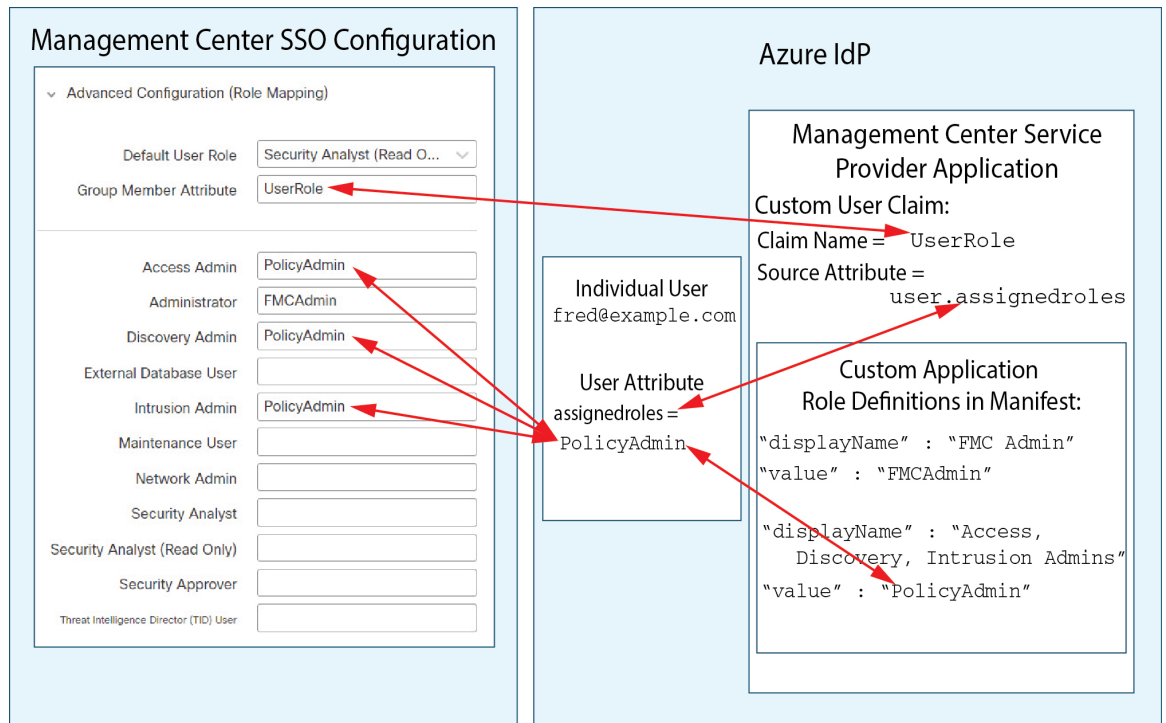 Management Center SSO Configuration
Advanced Configuration (Role Mapping)
Default User Role
Security Analyst (Read O...
Group Member Attribute
UserRole
Access Admin
PolicyAdmin
Administrator
FMCAdmin
Discovery Admin
PolicyAdmin
External Database User
Intrusion Admin
PolicyAdmin
Maintenance User
Network Admin
Security Analyst
Security Analyst (Read Only)
Security Approver
Threat Intelligence Director (TID) User
Azure IdP
Individual User
fred@example.com
User Attribute
assignedroles =
PolicyAdmin
Management Center Service
Provider Application
Custom User Claim:
Claim Name = UserRole
Source Attribute =
user.assignedroles
Custom Application
Role Definitions in Manifest:
“displayName” : “FMC Admin”
“value” : “FMCAdmin”
“displayName” : “Access,
Discovery, Intrusion Admins”
“value” : “PolicyAdmin”